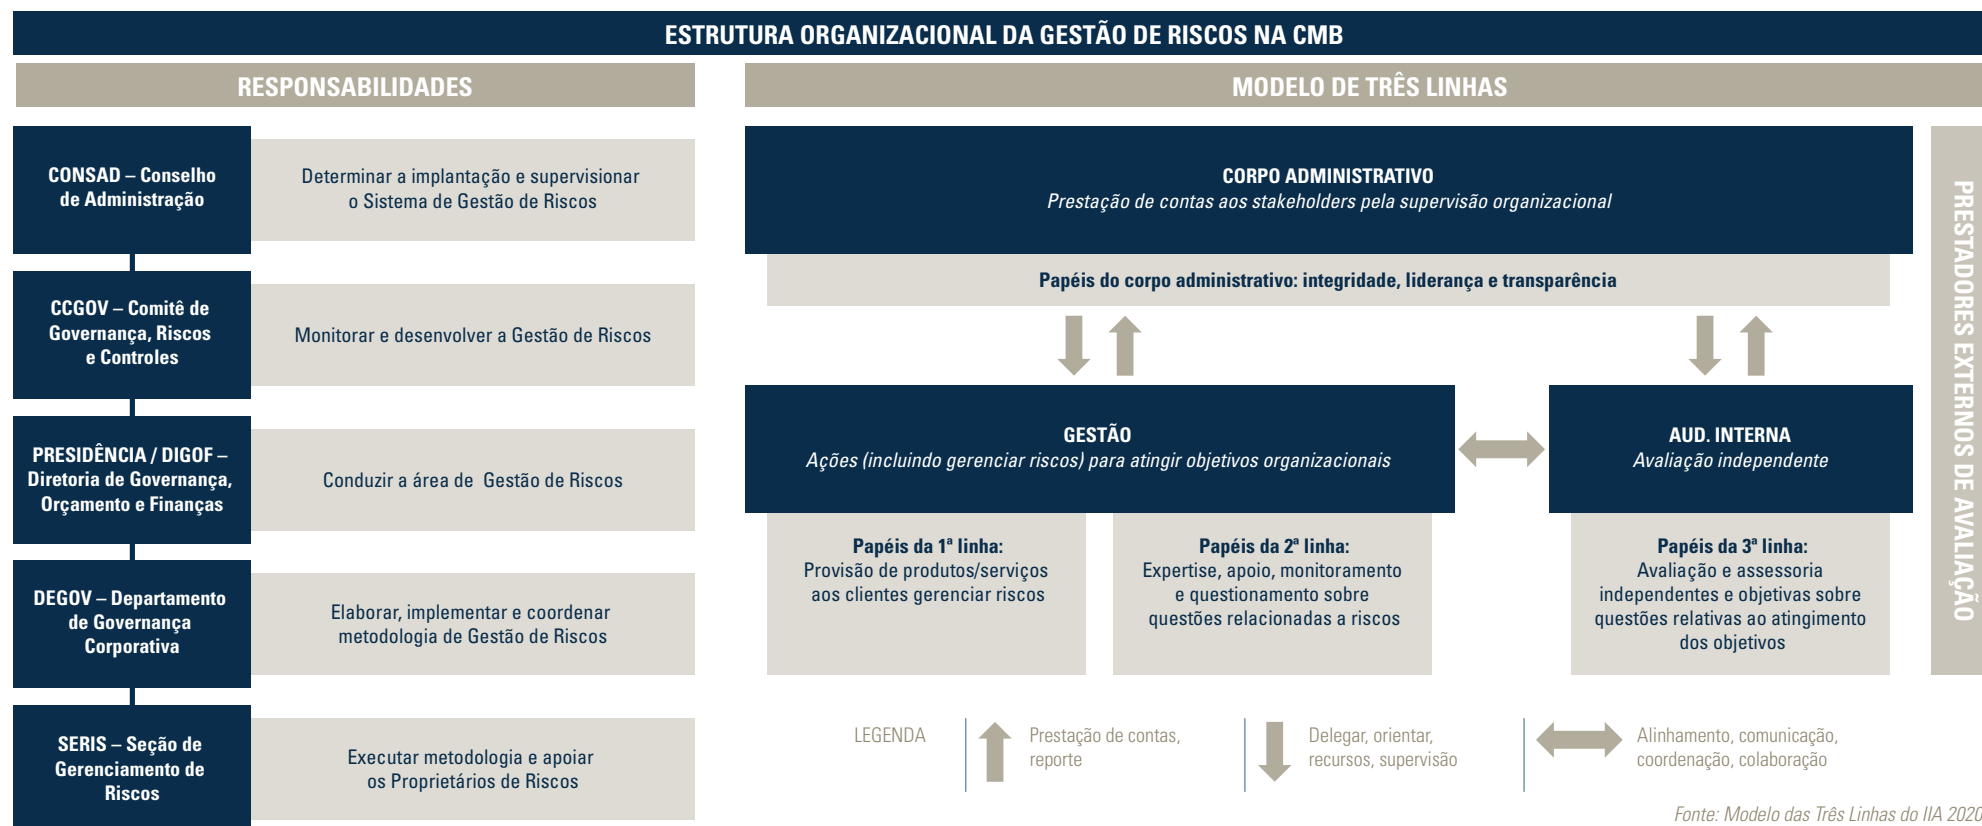 ESTRUTURA ORGANIZACIONAL DA GESTÃO DE RISCOS NA CMB
RESPONSABILIDADES
CONSAD – Conselho
de Administração
Determinar a implantação e supervisionar
o Sistema de Gestão de Riscos
CCGOV – Comitê de
Governança, Riscos
e Controles
Monitorar e desenvolver a Gestão de Riscos
PRESIDÊNCIA / DIGOF –
Diretoria de Governança,
Orçamento e Finanças
Conduzir a área de Gestão de Riscos
DEGOV – Departamento
de Governança
Corporativa
Elaborar, implementar e coordenar
metodologia de Gestão de Riscos
SERIS – Seção de
Gerenciamento de
Riscos
Executar metodologia e apoiar
os Proprietários de Riscos
MODELO DE TRÊS LINHAS
CORPO ADMINISTRATIVO
Prestação de contas aos stakeholders pela supervisão organizacional
Papéis do corpo administrativo: integridade, liderança e transparência
GESTÃO
Ações (incluindo gerenciar riscos) para atingir objetivos organizacionais
Papéis da 1ª linha:
Provisão de produtos/serviços
aos clientes gerenciar riscos
Papéis da 2ª linha:
Expertise, apoio, monitoramento
e questionamento sobre
questões relacionadas a riscos
AUD. INTERNA
Avaliação independente
Papéis da 3ª linha:
Avaliação e assessoria
independentes e objetivas sobre
questões relativas ao atingimento
dos objetivos
PRESTADORES EXTERNOS DE AVALIAÇÃO
LEGENDA
Prestação de contas,
reporte
Delegar, orientar,
recursos, supervisão
Alinhamento, comunicação,
coordenação, colaboração
Fonte: Modelo das Três Linhas do IIA 2020